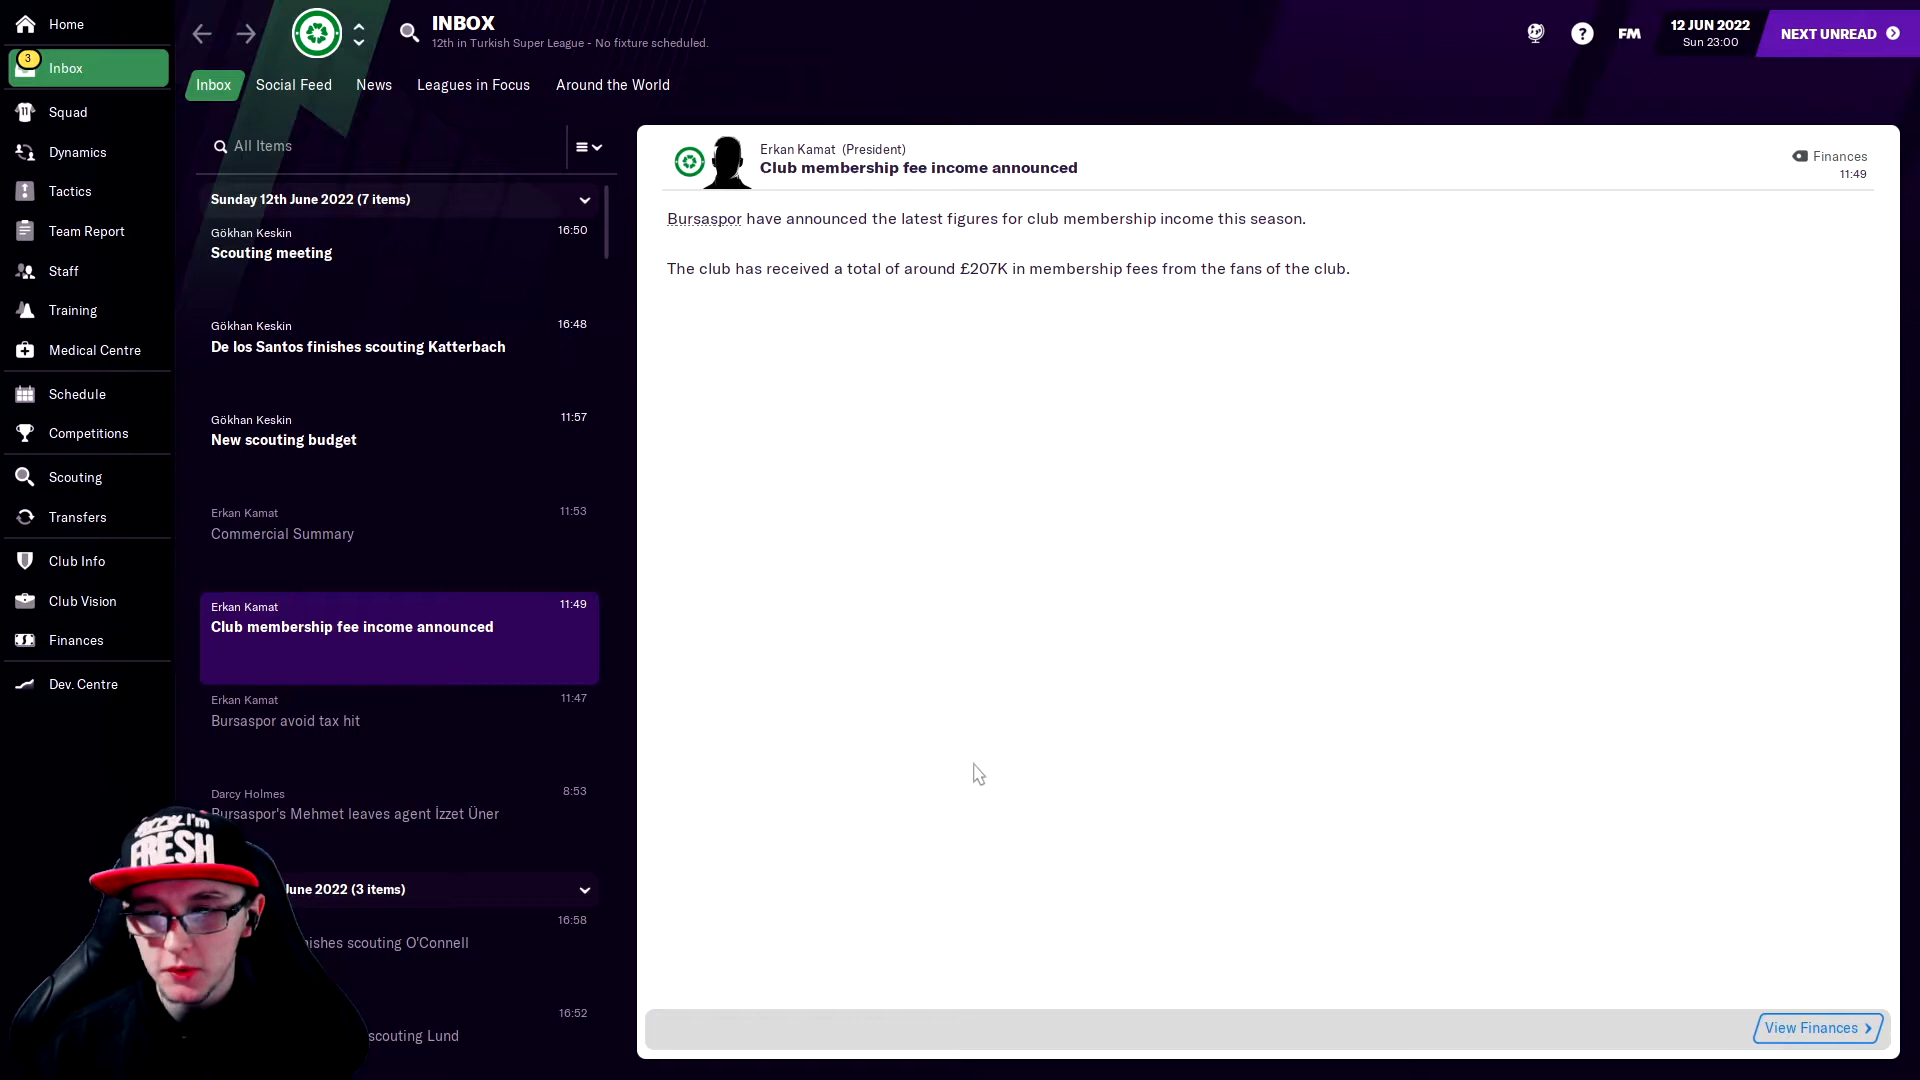 Home
3
Inbox
Squad
Dynamics
Tactics
Team Report
Staff
Training
Medical Centre
Schedule
Competitions
Scouting
Transfers
Club Info
Club Vision
Finances
Dev. Centre
INBOX
12th in Turkish Super League - No fixture scheduled.
?
FM
12 JUN 2022
Sun 23:00
NEXT UNREAD
Inbox
Social Feed
News
Leagues in Focus
Around the World
All Items
Sunday 12th June 2022 (7 items)
Gökhan Keskin 16:50
Scouting meeting
Gökhan Keskin 16:48
De los Santos finishes scouting Katterbach
Gökhan Keskin 11:57
New scouting budget
Erkan Kamat 11:53
Commercial Summary
Erkan Kamat 11:49
Club membership fee income announced
Erkan Kamat 11:47
Bursaspor avoid tax hit
Darcy Holmes 8:53
Bursaspor's Mehmet leaves agent İzzet Üner
June 2022 (3 items)
16:58
scouting O'Connell
16:52
scouting Lund
Erkan Kamat (President)
Club membership fee income announced
Finances
11:49
Bursaspor have announced the latest figures for club membership income this season.
The club has received a total of around £207K in membership fees from the fans of the club.
View Finances
I'm
FRESH